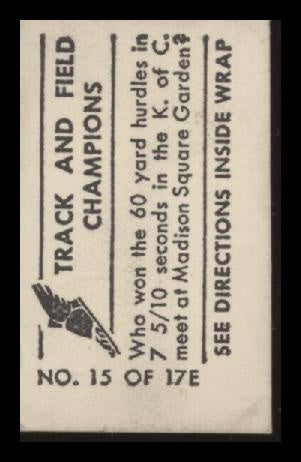 TRACK AND FIELD
CHAMPIONS
Who won the 60 yard hurdles in
7 5/10 seconds in the K. of C.
meet at Madison Square Garden?
SEE DIRECTIONS INSIDE WRAP
NO. 15 OF 17E